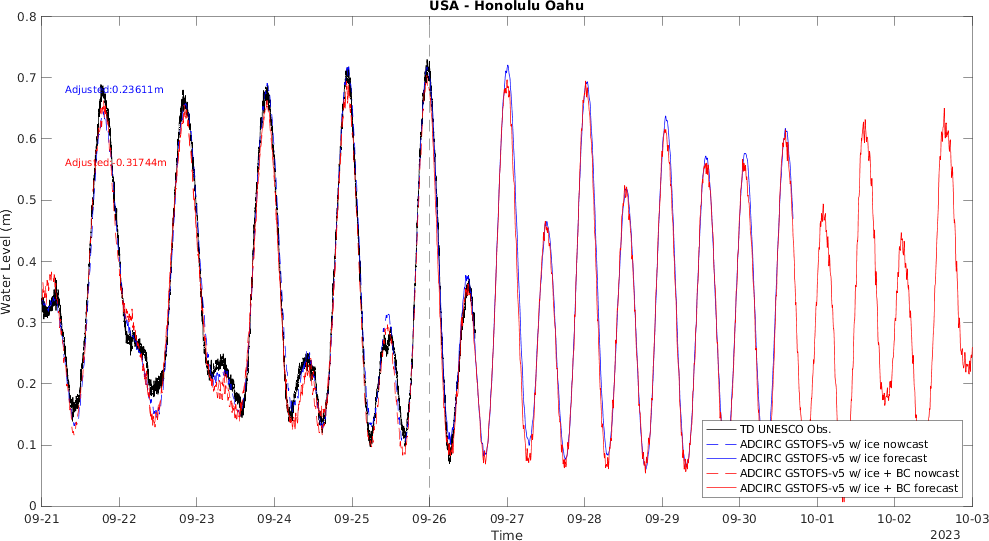 USA - Honolulu Oahu
0.8
0.7
0.6
0.5
0.4
0.3
0.2
0.1
0
Water Level (m)
Adjusted:0.23611m
Adjusted:-0.31744m
TD UNESCO Obs.
ADCIRC GSTOFS-v5 w/ ice nowcast
ADCIRC GSTOFS-v5 w/ ice forecast
ADCIRC GSTOFS-v5 w/ ice + BC nowcast
ADCIRC GSTOFS-v5 w/ ice + BC forecast
09-21 09-22 09-23 09-24 09-25 09-26 09-27 09-28 09-29 09-30 10-01 10-02 10-03
Time
2023